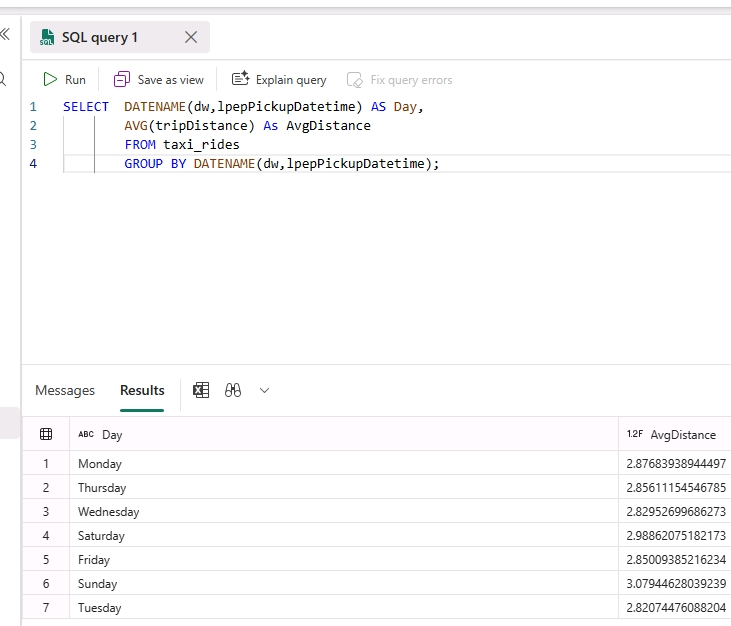 SQL query 1
Run Save as view Explain query Fix query errors
1 SELECT DATENAME(dw,lpepPickupDatetime) AS Day,
2 AVG(tripDistance) As AvgDistance
3 FROM taxi_rides
4 GROUP BY DATENAME(dw,lpepPickupDatetime);
Messages Results
ABC Day 1.2F AvgDistance
1 Monday 2.87683938944497
2 Thursday 2.85611154546785
3 Wednesday 2.82952699686273
4 Saturday 2.98862075182173
5 Friday 2.85009385216234
6 Sunday 3.07944628039239
7 Tuesday 2.82074476088204